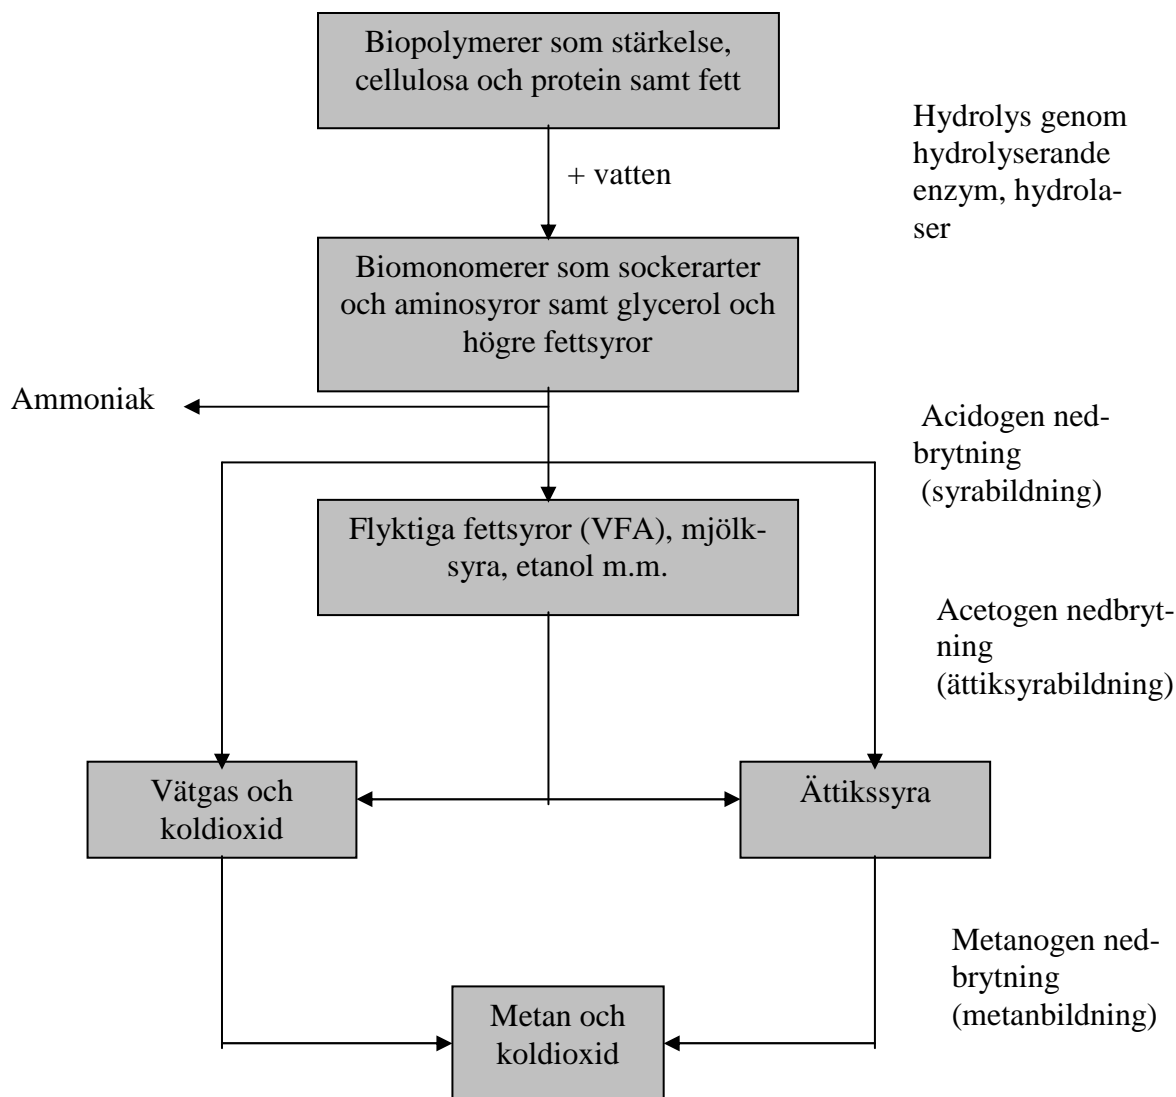 Biopolymerer som stärkelse,
cellulosa och protein samt fett
Hydrolys genom
hydrolyserande
enzym, hydrola-
ser
+ vatten
Biomonomerer som sockerarter
och aminosyror samt glycerol och
högre fettsyror
Ammoniak
Acidogen ned-
brytning
(syrabildning)
Flyktiga fettsyror (VFA), mjölk-
syra, etanol m.m.
Acetogen nedbryt-
ning
(ättiksyrabildning)
Vätgas och
koldioxid
Ättikssyra
Metanogen ned-
brytning
(metanbildning)
Metan och
koldioxid